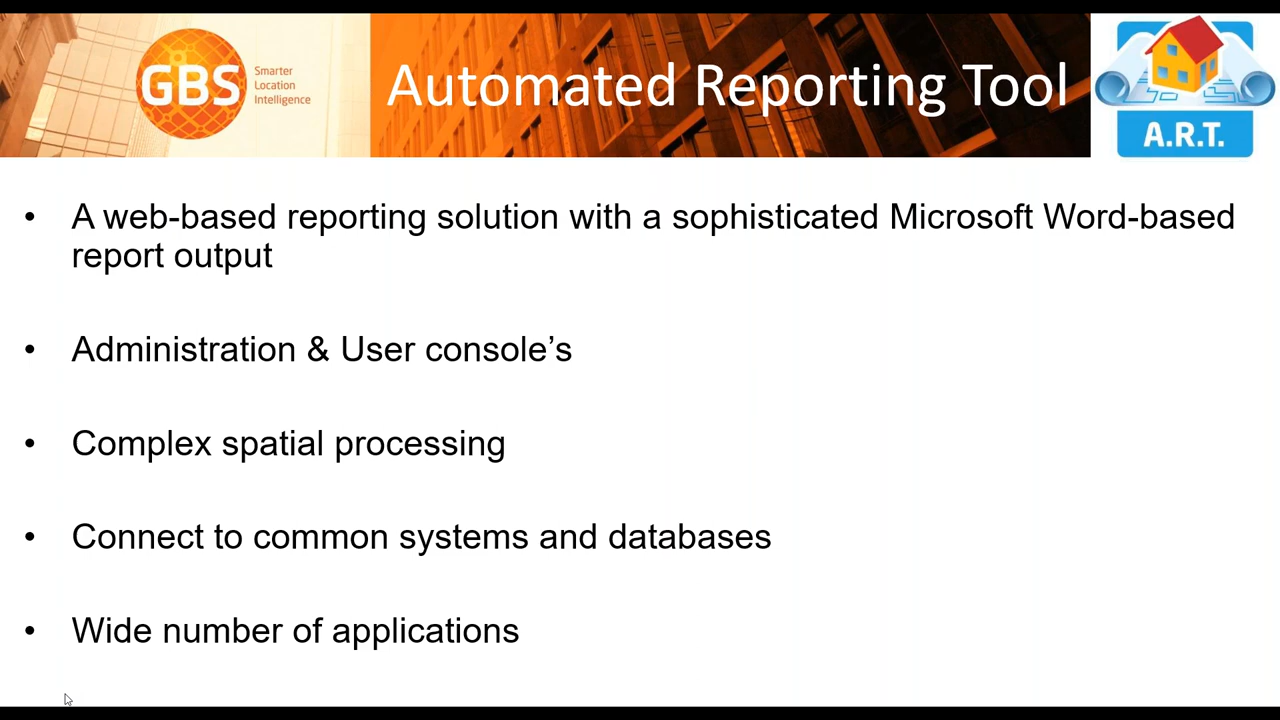 GBS
Smarter
Location
Intelligence
Automated Reporting Tool
A.R.T.
• A web-based reporting solution with a sophisticated Microsoft Word-based
report output
• Administration & User console’s
• Complex spatial processing
• Connect to common systems and databases
• Wide number of applications